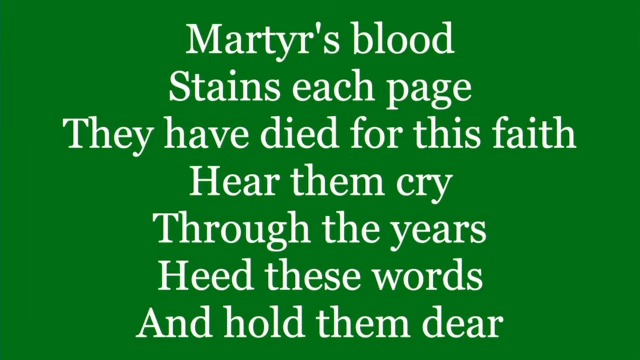 Martyr's blood
Stains each page
They have died for this faith
Hear them cry
Through the years
Heed these words
And hold them dear